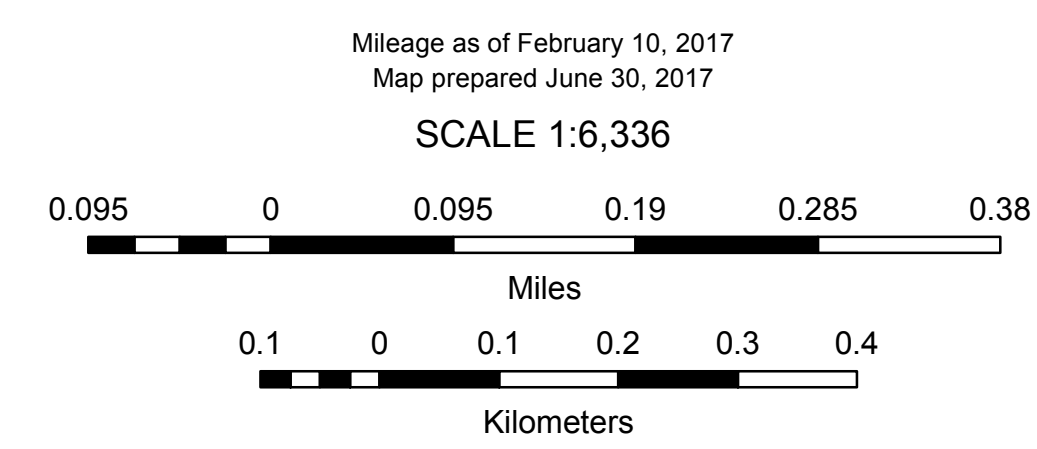 Mileage as of February 10, 2017
Map prepared June 30, 2017
SCALE 1:6,336
0.095 0 0.095 0.19 0.285 0.38
Miles
0.1 0 0.1 0.2 0.3 0.4
Kilometers